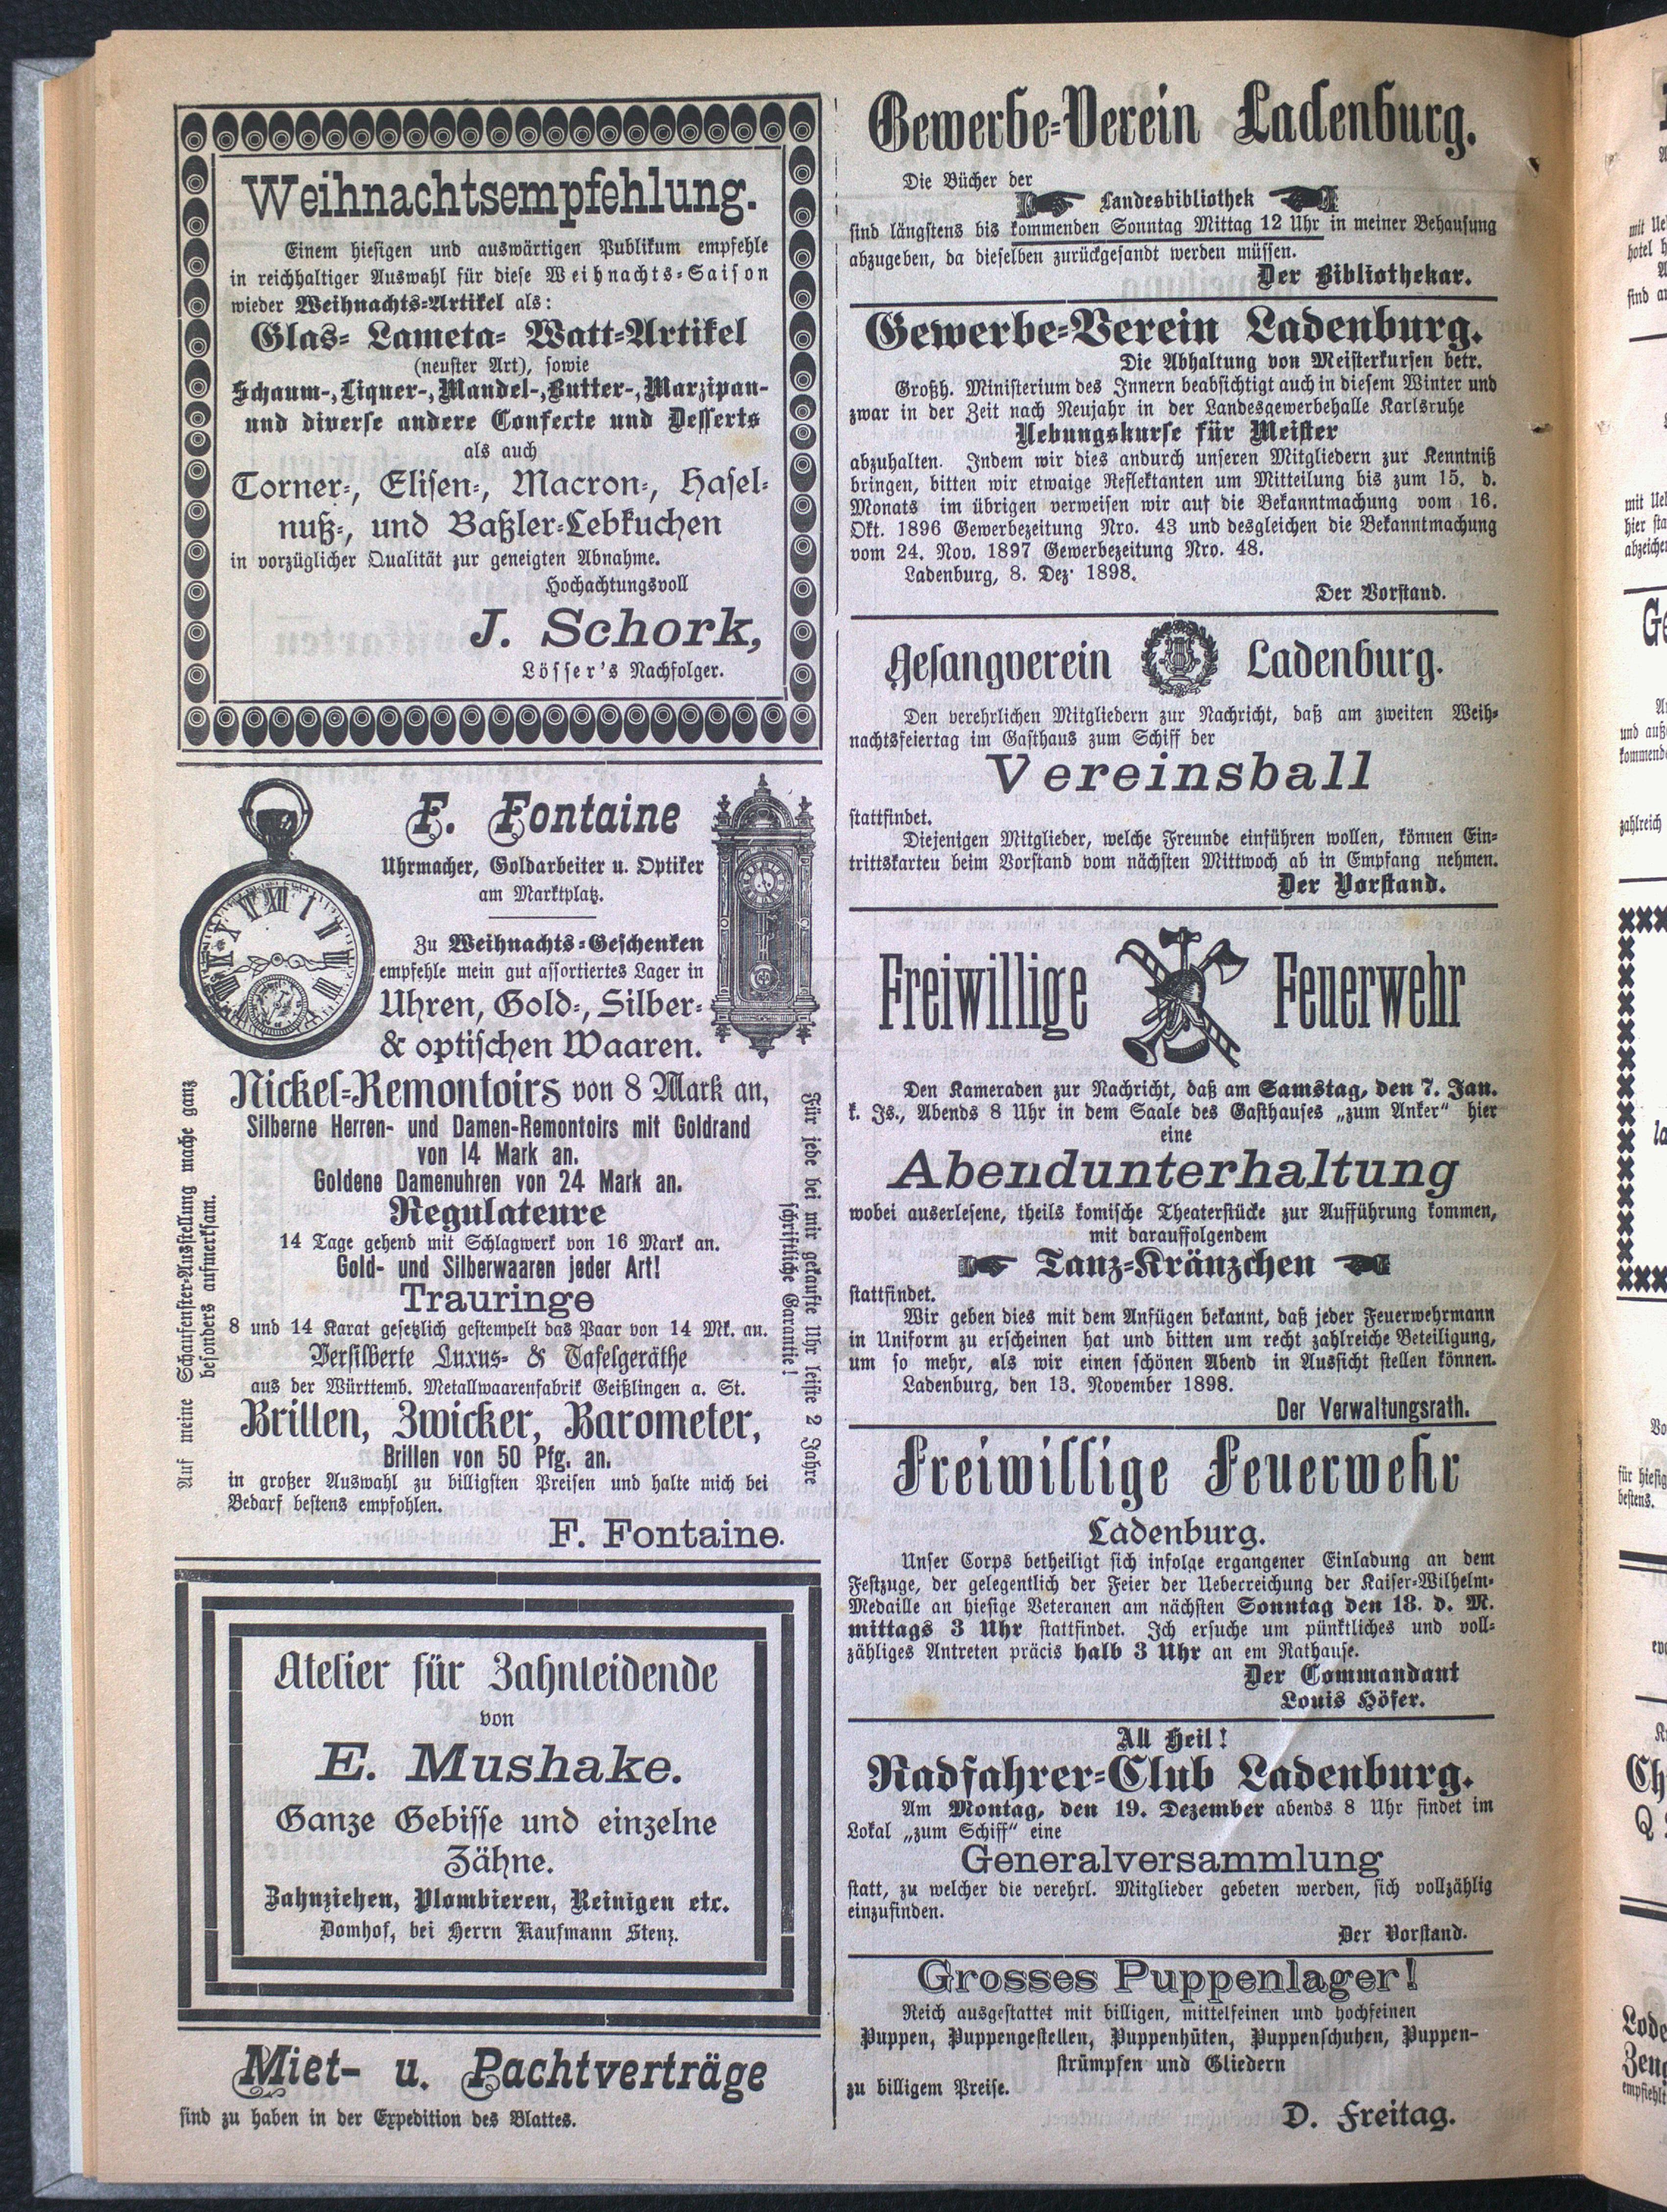 Weihnachtsempfehlung.
Einem hiesigen und auswärtigen Publikum empfehle
in reichhaltiger Auswahl für diese Weihnachts-Saison
wieder Weihnachts-Artikel als:
Glas- Lameta- Watt-Artikel
(neuster Art), sowie
Schaum-, Liquer-, Mandel-, Butter-, Marzipan-
und diverse andere Confecte und Desserts
als auch
Torner-, Elisen-, Macron-, Hasel-
nuß-, und Baßler-Lebkuchen
in vorzüglicher Qualität zur geneigten Abnahme.
Hochachtungsvoll
J. Schork,
Lösser's Nachfolger.
F. Fontaine
Uhrmacher, Goldarbeiter u. Optiker
am Marktplatz.
Zu Weihnachts-Geschenken
empfehle mein gut assortiertes Lager in
Uhren, Gold-, Silber-
& optischen Waaren.
Nickel-Remontoirs von 8 Mark an,
Silberne Herren- und Damen-Remontoirs mit Goldrand
von 14 Mark an.
Goldene Damenuhren von 24 Mark an.
Regulateure
14 Tage gehend mit Schlagwerk von 16 Mark an.
Gold- und Silberwaaren jeder Art!
Trauringe
8 und 14 Karat gesetzlich gestempelt das Paar von 14 Mk. an.
Versilberte Luxus- & Tafelgeräthe
aus der Württemb. Metallwaarenfabrik Geißlingen a. St.
Brillen, Zwicker, Barometer,
Brillen von 50 Pfg. an.
in großer Auswahl zu billigsten Preisen und halte mich bei
Bedarf bestens empfohlen.
F. Fontaine.
Auf meine Schaufenster-Ausstellung mache ganz
besonders aufmerksam.
Für jede bei mir gekaufte Uhr leiste 2 Jahre
schriftliche Garantie!
Atelier für Zahnleidende
von
E. Mushake.
Ganze Gebisse und einzelne
Zähne.
Zahnziehen, Plombieren, Reinigen etc.
Domhof, bei Herrn Kaufmann Stenz.
Miet- u. Pachtverträge
sind zu haben in der Expedition des Blattes.
Gewerbe-Verein Ladenburg.
Die Bücher der
Landesbibliothek
sind längstens bis kommenden Sonntag Mittag 12 Uhr in meiner Behausung
abzugeben, da dieselben zurückgesandt werden müssen.
Der Bibliothekar.
Gewerbe-Verein Ladenburg.
Die Abhaltung von Meisterkursen betr.
Großh. Ministerium des Innern beabsichtigt auch in diesem Winter und
zwar in der Zeit nach Neujahr in der Landesgewerbehalle Karlsruhe
Uebungskurse für Meister
abzuhalten. Indem wir dies andurch unseren Mitgliedern zur Kenntniß
bringen, bitten wir etwaige Reflektanten um Mitteilung bis zum 15. d.
Monats im übrigen verweisen wir auf die Bekanntmachung vom 16.
Okt. 1896 Gewerbezeitung Nro. 43 und desgleichen die Bekanntmachung
vom 24. Nov. 1897 Gewerbezeitung Nro. 48.
Ladenburg, 8. Dez. 1898.
Der Vorstand.
Gesangverein Ladenburg.
Den verehrlichen Mitgliedern zur Nachricht, daß am zweiten Weih-
nachtsfeiertag im Gasthaus zum Schiff der
Vereinsball
stattfindet.
Diejenigen Mitglieder, welche Freunde einführen wollen, können Ein-
trittskarten beim Vorstand vom nächsten Mittwoch ab in Empfang nehmen.
Der Vorstand.
Freiwillige Feuerwehr
Den Kameraden zur Nachricht, daß am Samstag, den 7. Jan.
k. Js., Abends 8 Uhr in dem Saale des Gasthauses „zum Anker“ hier
eine
Abendunterhaltung
wobei auserlesene, theils komische Theaterstücke zur Aufführung kommen,
mit darauffolgendem
Tanz-Kränzchen
stattfindet.
Wir geben dies mit dem Anfügen bekannt, daß jeder Feuerwehrmann
in Uniform zu erscheinen hat und bitten um recht zahlreiche Beteiligung,
um so mehr, als wir einen schönen Abend in Aussicht stellen können.
Ladenburg, den 13. November 1898.
Der Verwaltungsrath.
Freiwillige Feuerwehr
Ladenburg.
Unser Corps betheiligt sich infolge ergangener Einladung an dem
Festzuge, der gelegentlich der Feier der Ueberreichung der Kaiser-Wilhelm-
Medaille an hiesige Veteranen am nächsten Sonntag den 18. d. M.
mittags 3 Uhr stattfindet. Ich ersuche um pünktliches und voll-
zähliges Antreten präcis halb 3 Uhr an em Rathause.
Der Commandant
Louis Höfer.
All Heil!
Radfahrer-Club Ladenburg.
Am Montag, den 19. Dezember abends 8 Uhr findet im
Lokal „zum Schiff“ eine
Generalversammlung
statt, zu welcher die verehrl. Mitglieder gebeten werden, sich vollzählig
einzufinden.
Der Vorstand.
Grosses Puppenlager!
Reich ausgestattet mit billigen, mittelfeinen und hochfeinen
Puppen, Puppengestellen, Puppenhüten, Puppenschuhen, Puppen-
strümpfen und Gliedern
zu billigem Preise.
D. Freitag.